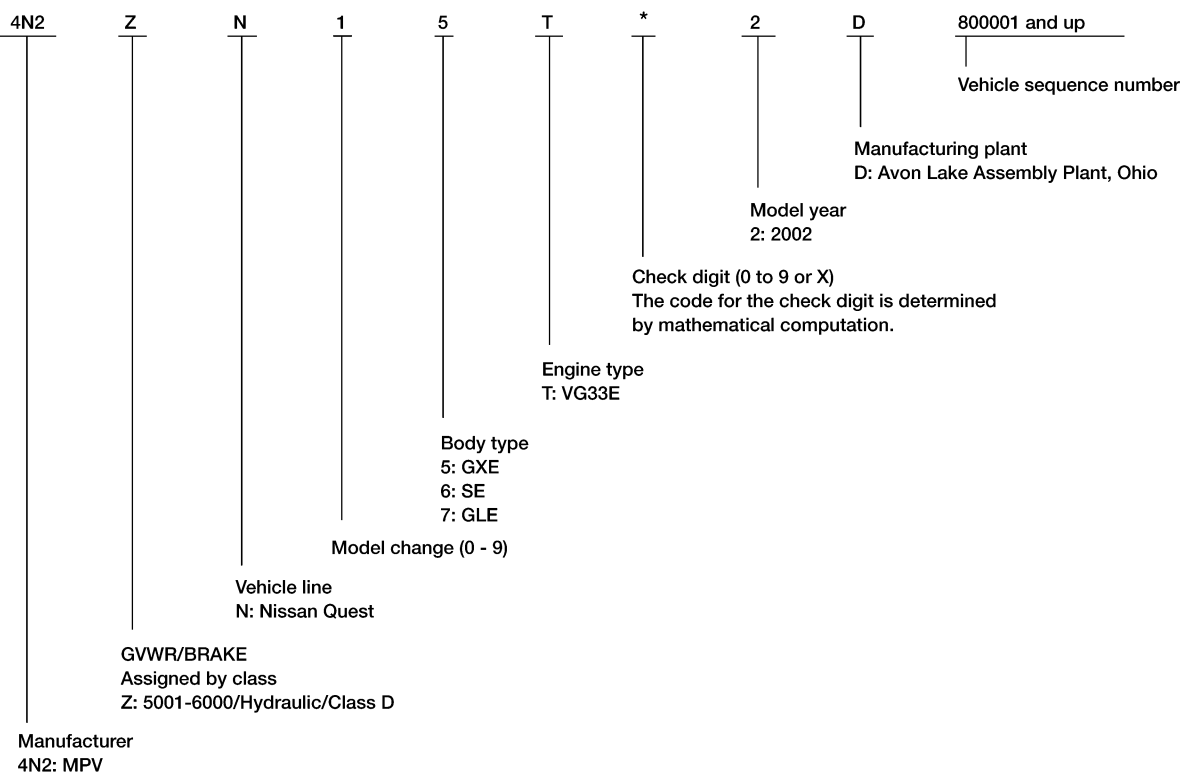 4N2 Z N 1 5 T * 2 D 800001 and up
Vehicle sequence number
Manufacturing plant
D: Avon Lake Assembly Plant, Ohio
Model year
2: 2002
Check digit (0 to 9 or X)
The code for the check digit is determined
by mathematical computation.
Engine type
T: VG33E
Body type
5: GXE
6: SE
7: GLE
Model change (0 - 9)
Vehicle line
N: Nissan Quest
GVWR/BRAKE
Assigned by class
Z: 5001-6000/Hydraulic/Class D
Manufacturer
4N2: MPV